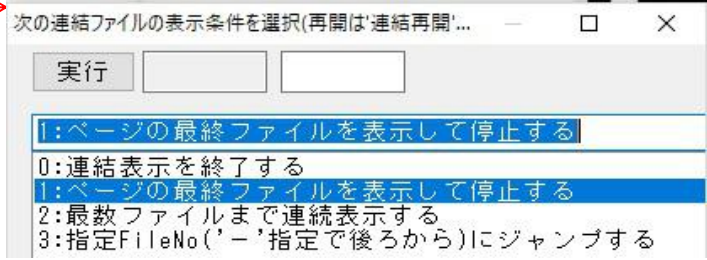 次の連結ファイルの表示条件を選択(再開は'連結再開'...
実行
1:ページの最終ファイルを表示して停止する
0:連結表示を終了する
1:ページの最終ファイルを表示して停止する
2:最数ファイルまで連続表示する
3:指定FileNo('－'指定で後ろから)にジャンプする